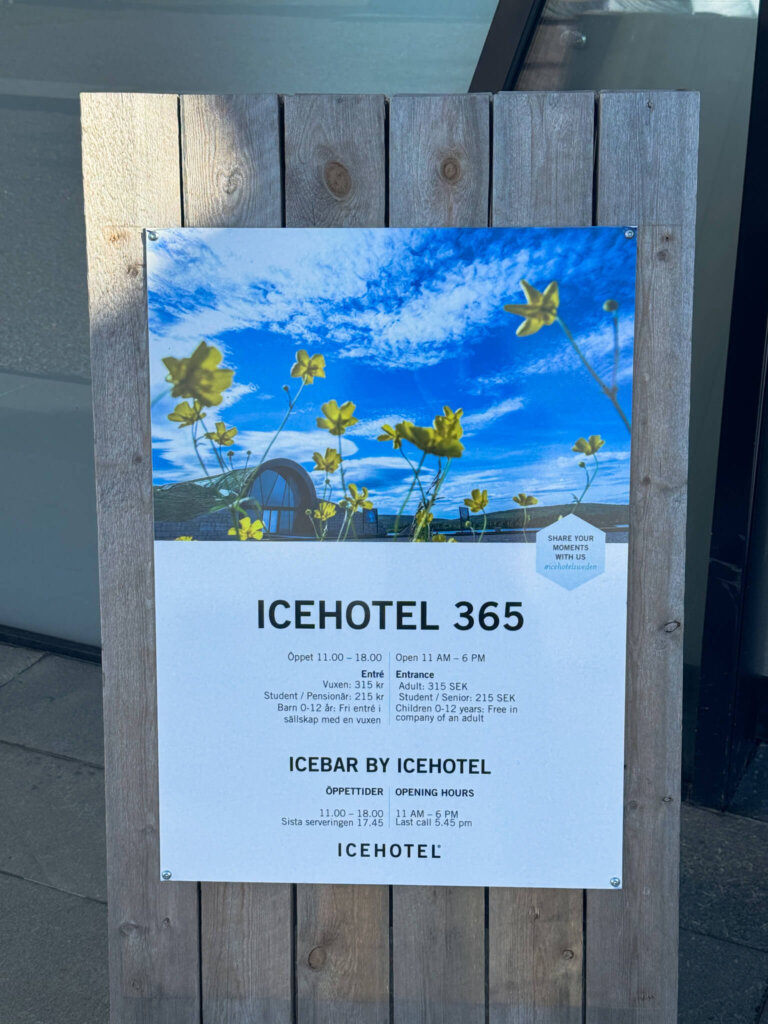 SHARE YOUR
MOMENTS
WITH US
#icehotelsweden
ICEHOTEL 365
Öppet 11.00 – 18.00
Entré
Vuxen: 315 kr
Student / Pensionär: 215 kr
Barn 0-12 år: Fri entré i
sällskap med en vuxen
Open 11 AM – 6 PM
Entrance
Adult: 315 SEK
Student / Senior: 215 SEK
Children 0-12 years: Free in
company of an adult
ICEBAR BY ICEHOTEL
ÖPPETTIDER
11.00 – 18.00
Sista serveringen 17.45
OPENING HOURS
11 AM – 6 PM
Last call 5.45 pm
ICEHOTEL